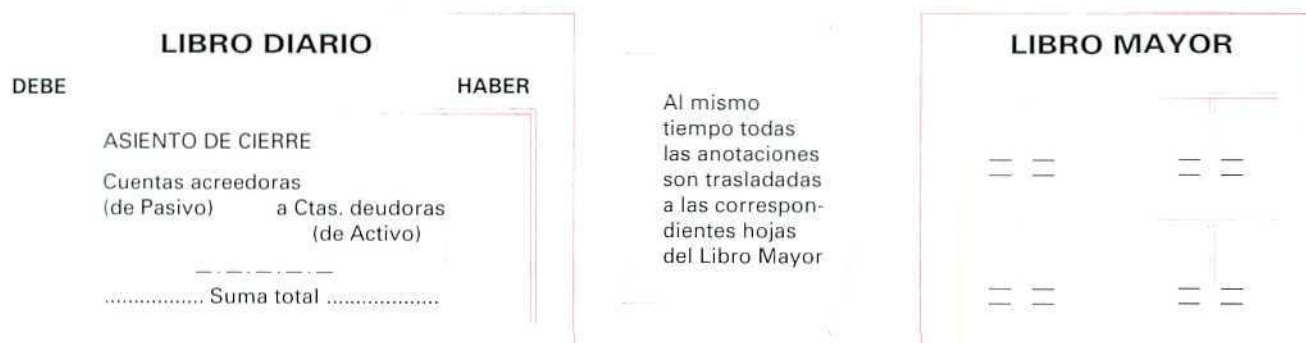 LIBRO DIARIO
DEBE HABER
ASIENTO DE CIERRE
Cuentas acreedoras
(de Pasivo) a Ctas. deudoras
(de Activo)
................. Suma total ...................
Al mismo
tiempo todas
las anotaciones
son trasladadas
a las correspon-
dientes hojas
del Libro Mayor
LIBRO MAYOR